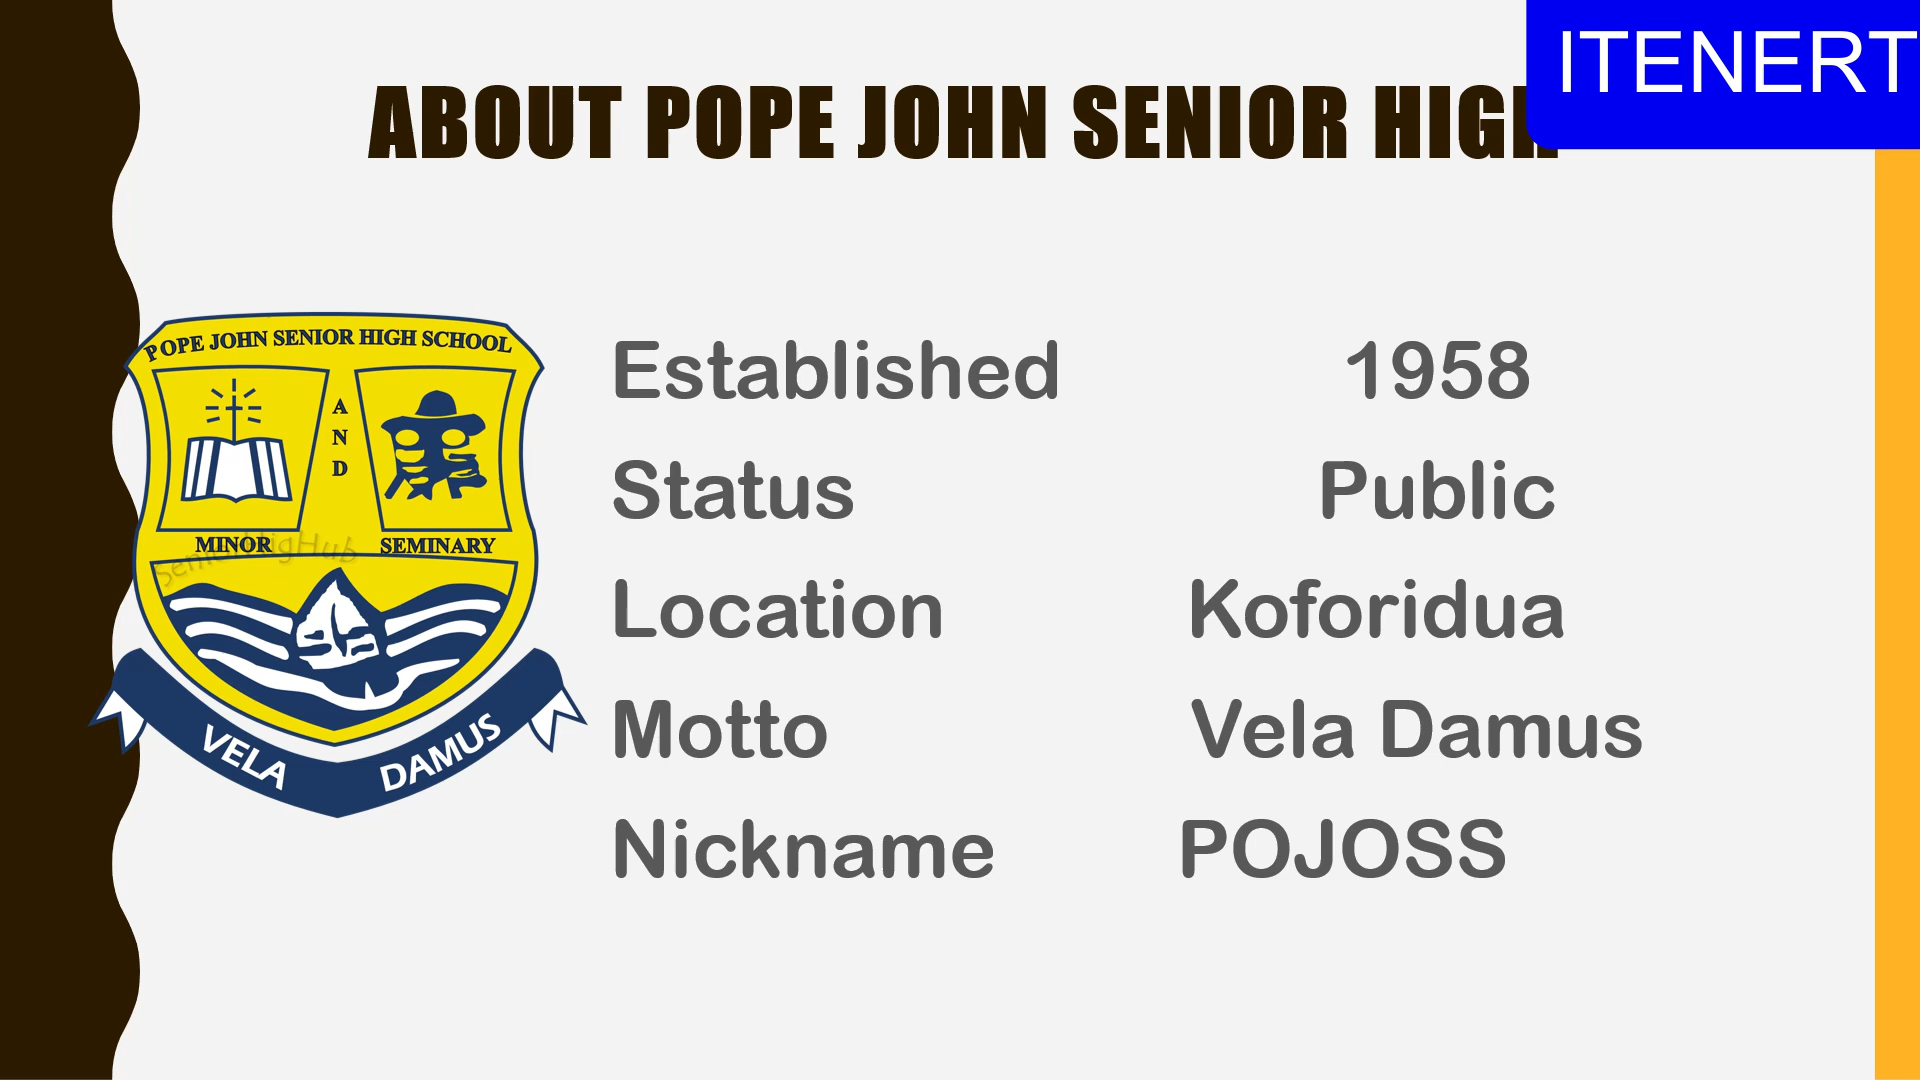 ITENERT
ABOUT POPE JOHN SENIOR HIGH
POPE JOHN SENIOR HIGH SCHOOL
A
N
D
MINOR SEMINARY
SeniorHigHub
VELA DAMUS
Established 1958
Status Public
Location Koforidua
Motto Vela Damus
Nickname POJOSS